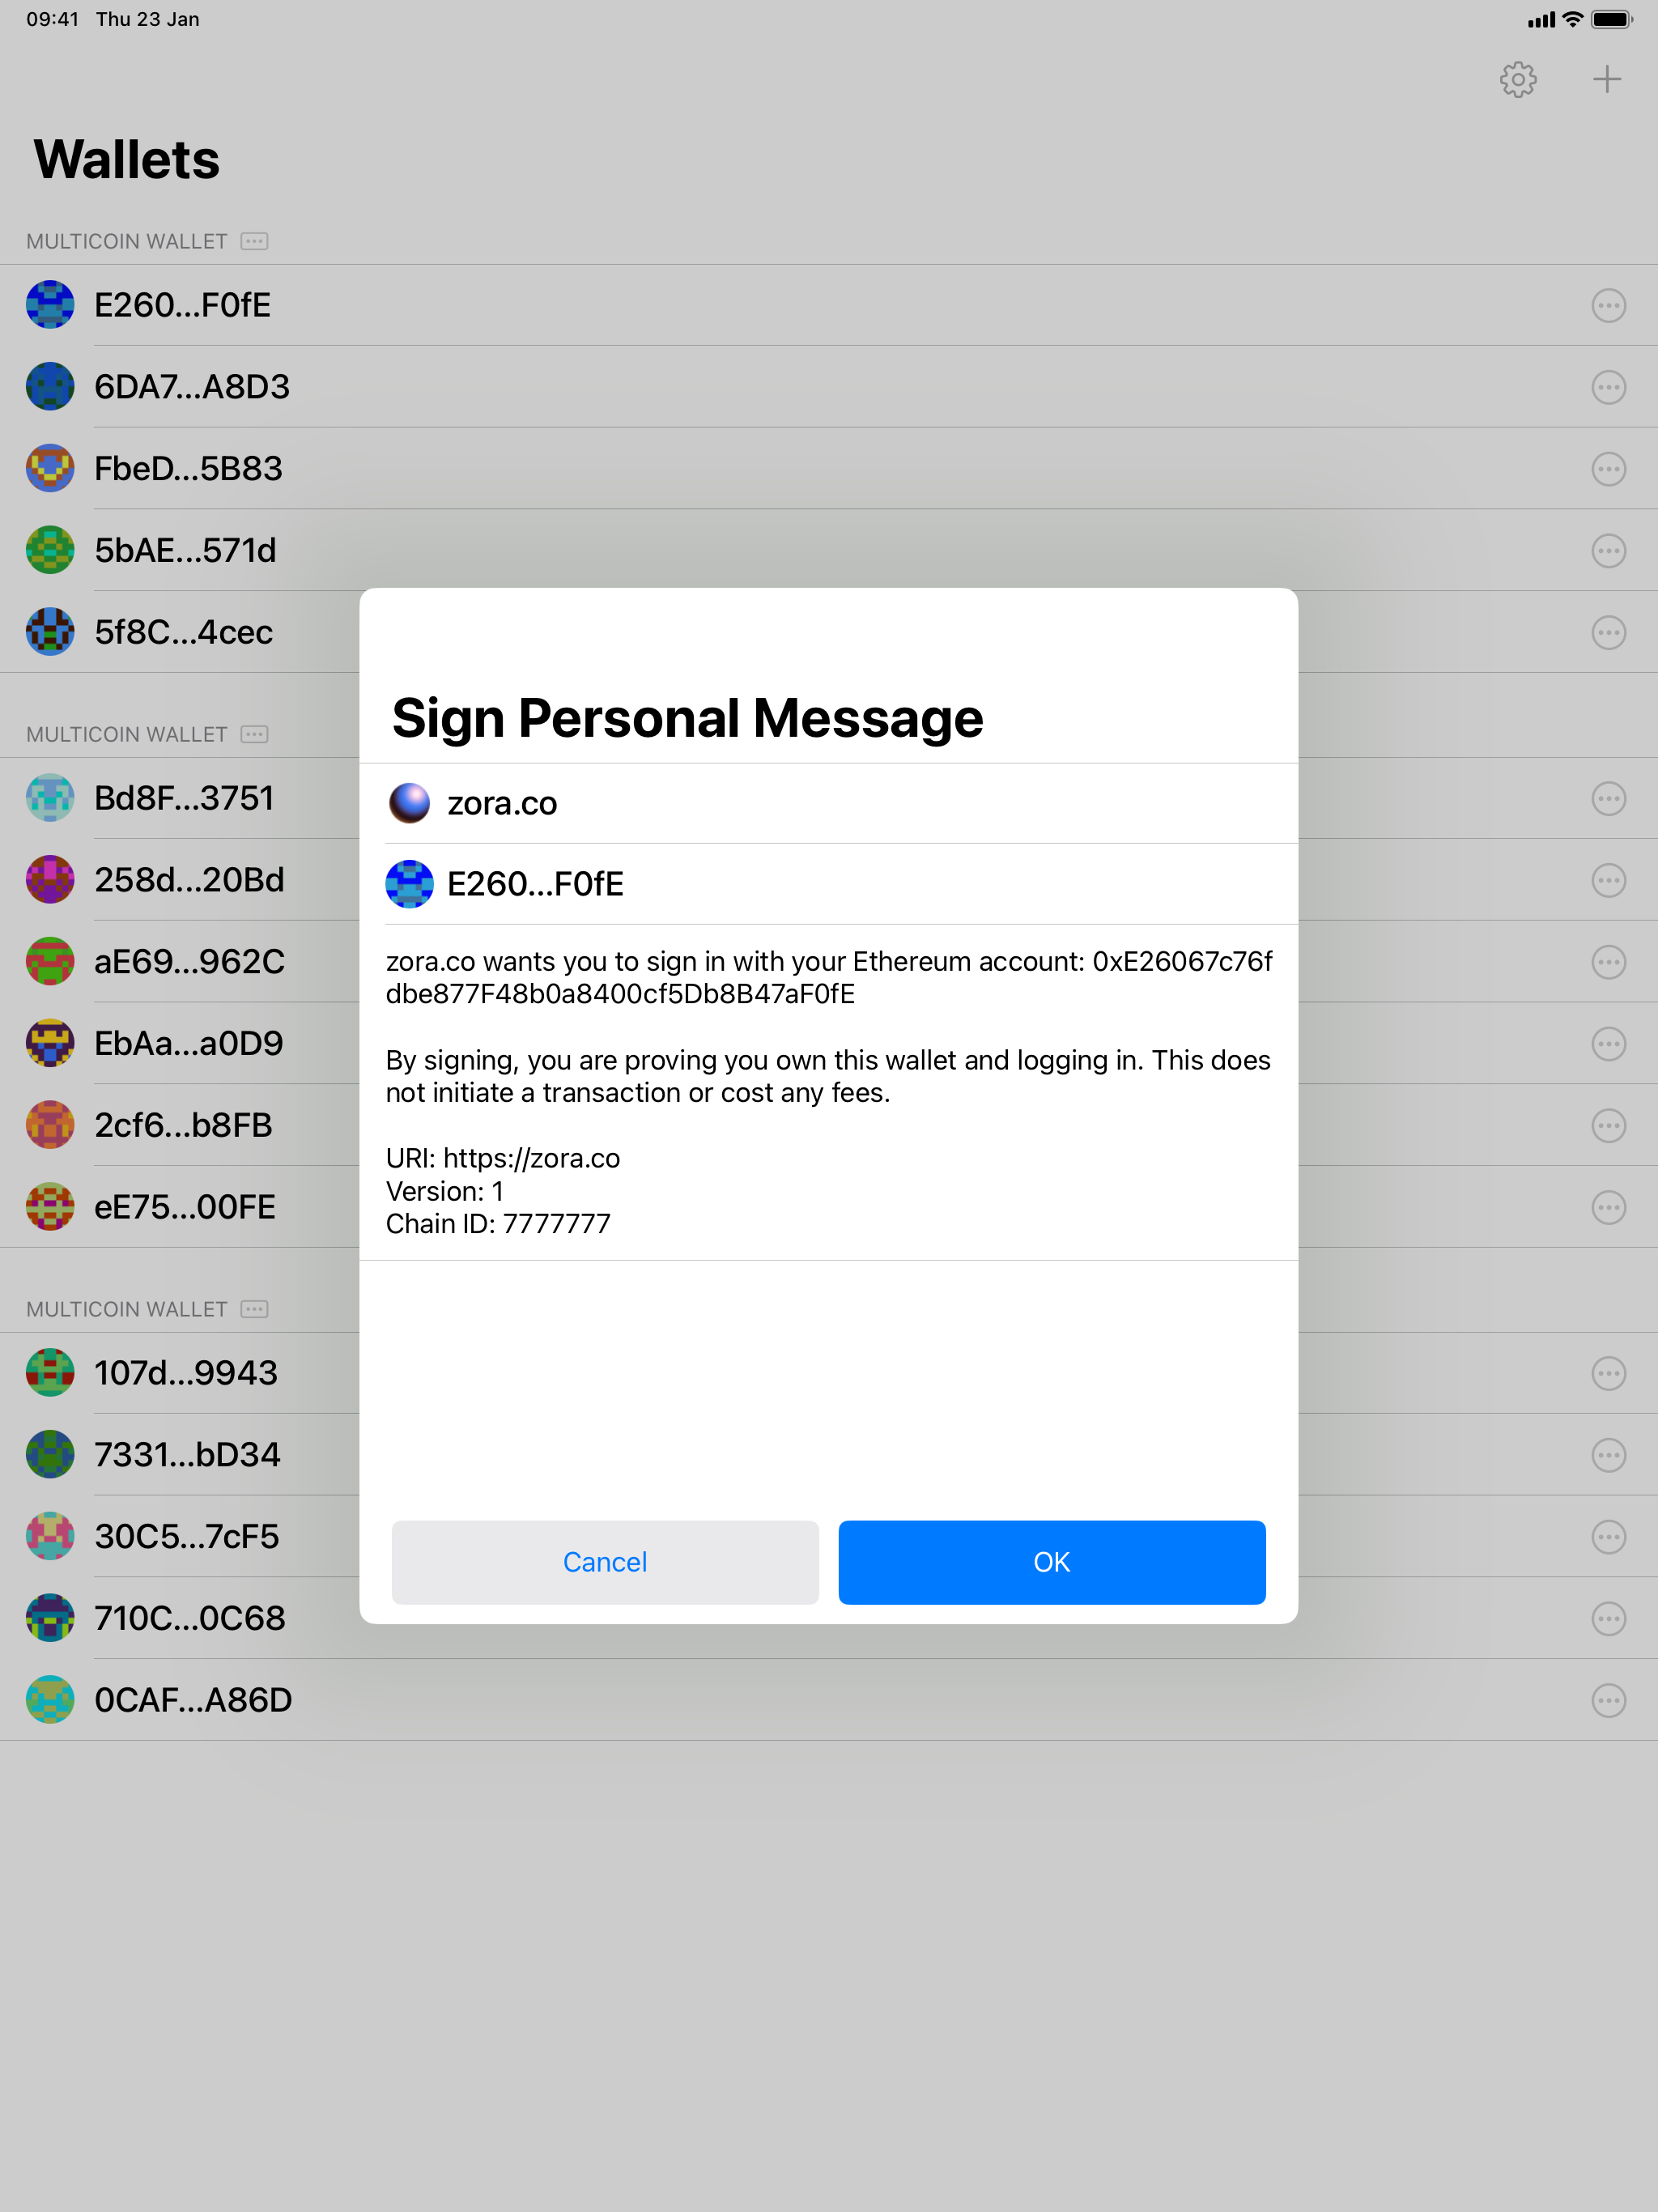 09:41 Thu 23 Jan
Wallets
MULTICOIN WALLET
E260...F0fE
6DA7...A8D3
FbeD...5B83
5bAE...571d
5f8C...4cec
MULTICOIN WALLET
Bd8F...3751
258d...20Bd
aE69...962C
EbAa...a0D9
2cf6...b8FB
eE75...00FE
MULTICOIN WALLET
107d...9943
7331...bD34
30C5...7cF5
710C...0C68
0CAF...A86D
Sign Personal Message
zora.co
E260...F0fE
zora.co wants you to sign in with your Ethereum account: 0xE26067c76f
dbe877F48b0a8400cf5Db8B47aF0fE
By signing, you are proving you own this wallet and logging in. This does
not initiate a transaction or cost any fees.
URI: https://zora.co
Version: 1
Chain ID: 7777777
Cancel
OK